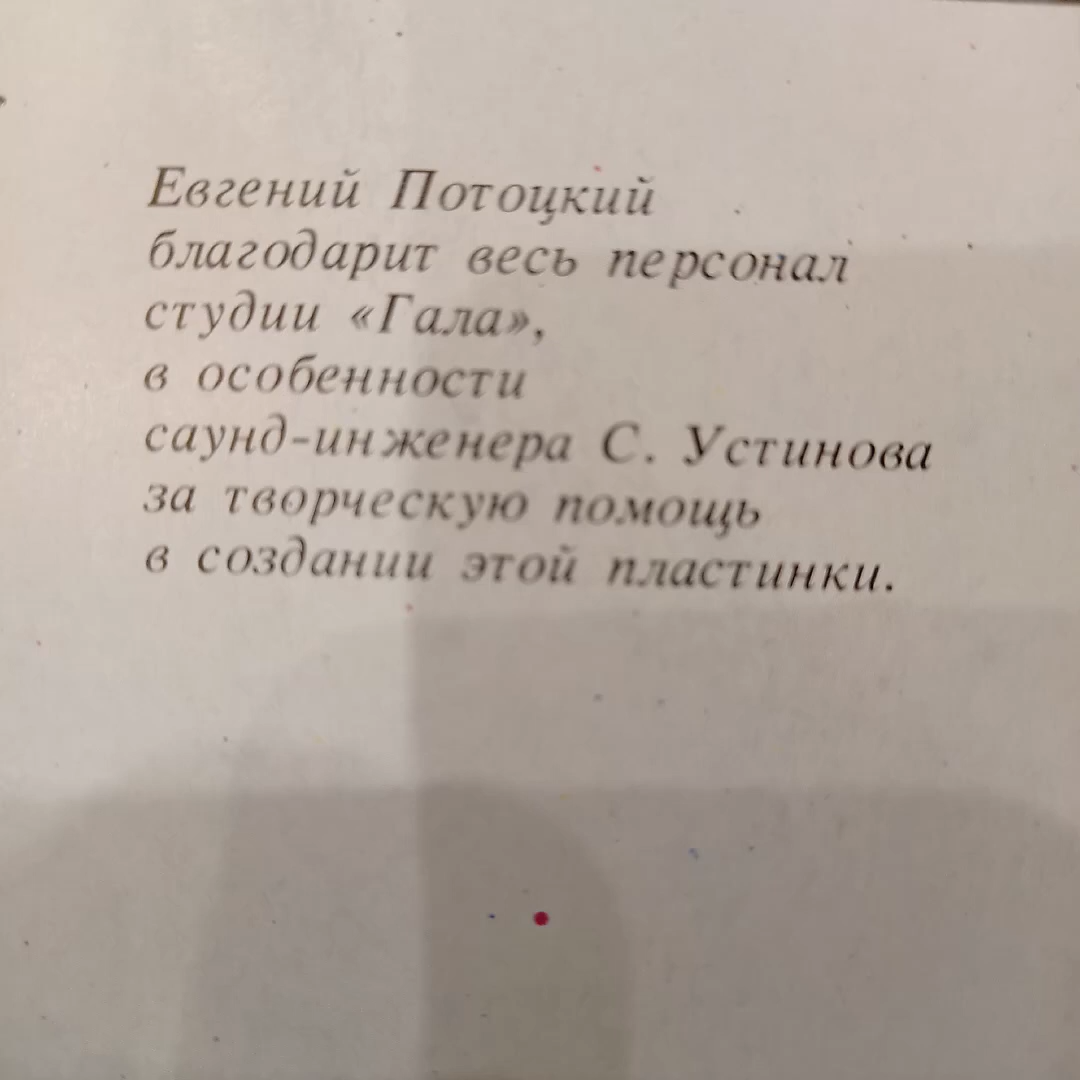 Евгений Потоцкий
благодарит весь персонал
студии «Гала»,
в особенности
саунд-инженера С. Устинова
за творческую помощь
в создании этой пластинки.